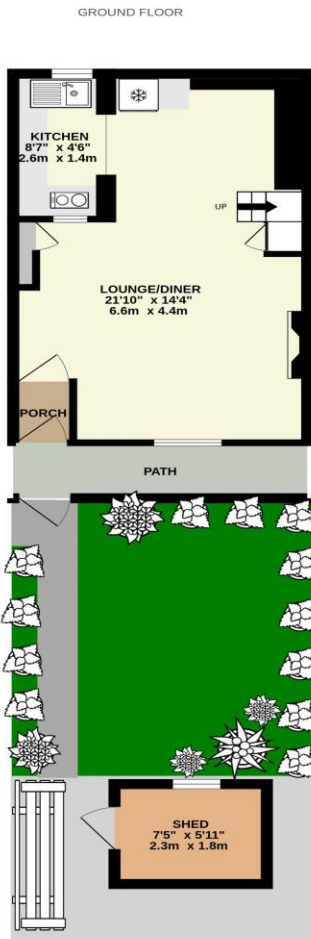 GROUND FLOOR
KITCHEN
8'7" x 4'6"
2.6m x 1.4m
UP
LOUNGE/DINER
21'10" x 14'4"
6.6m x 4.4m
PORCH
PATH
SHED
7'5" x 5'11"
2.3m x 1.8m